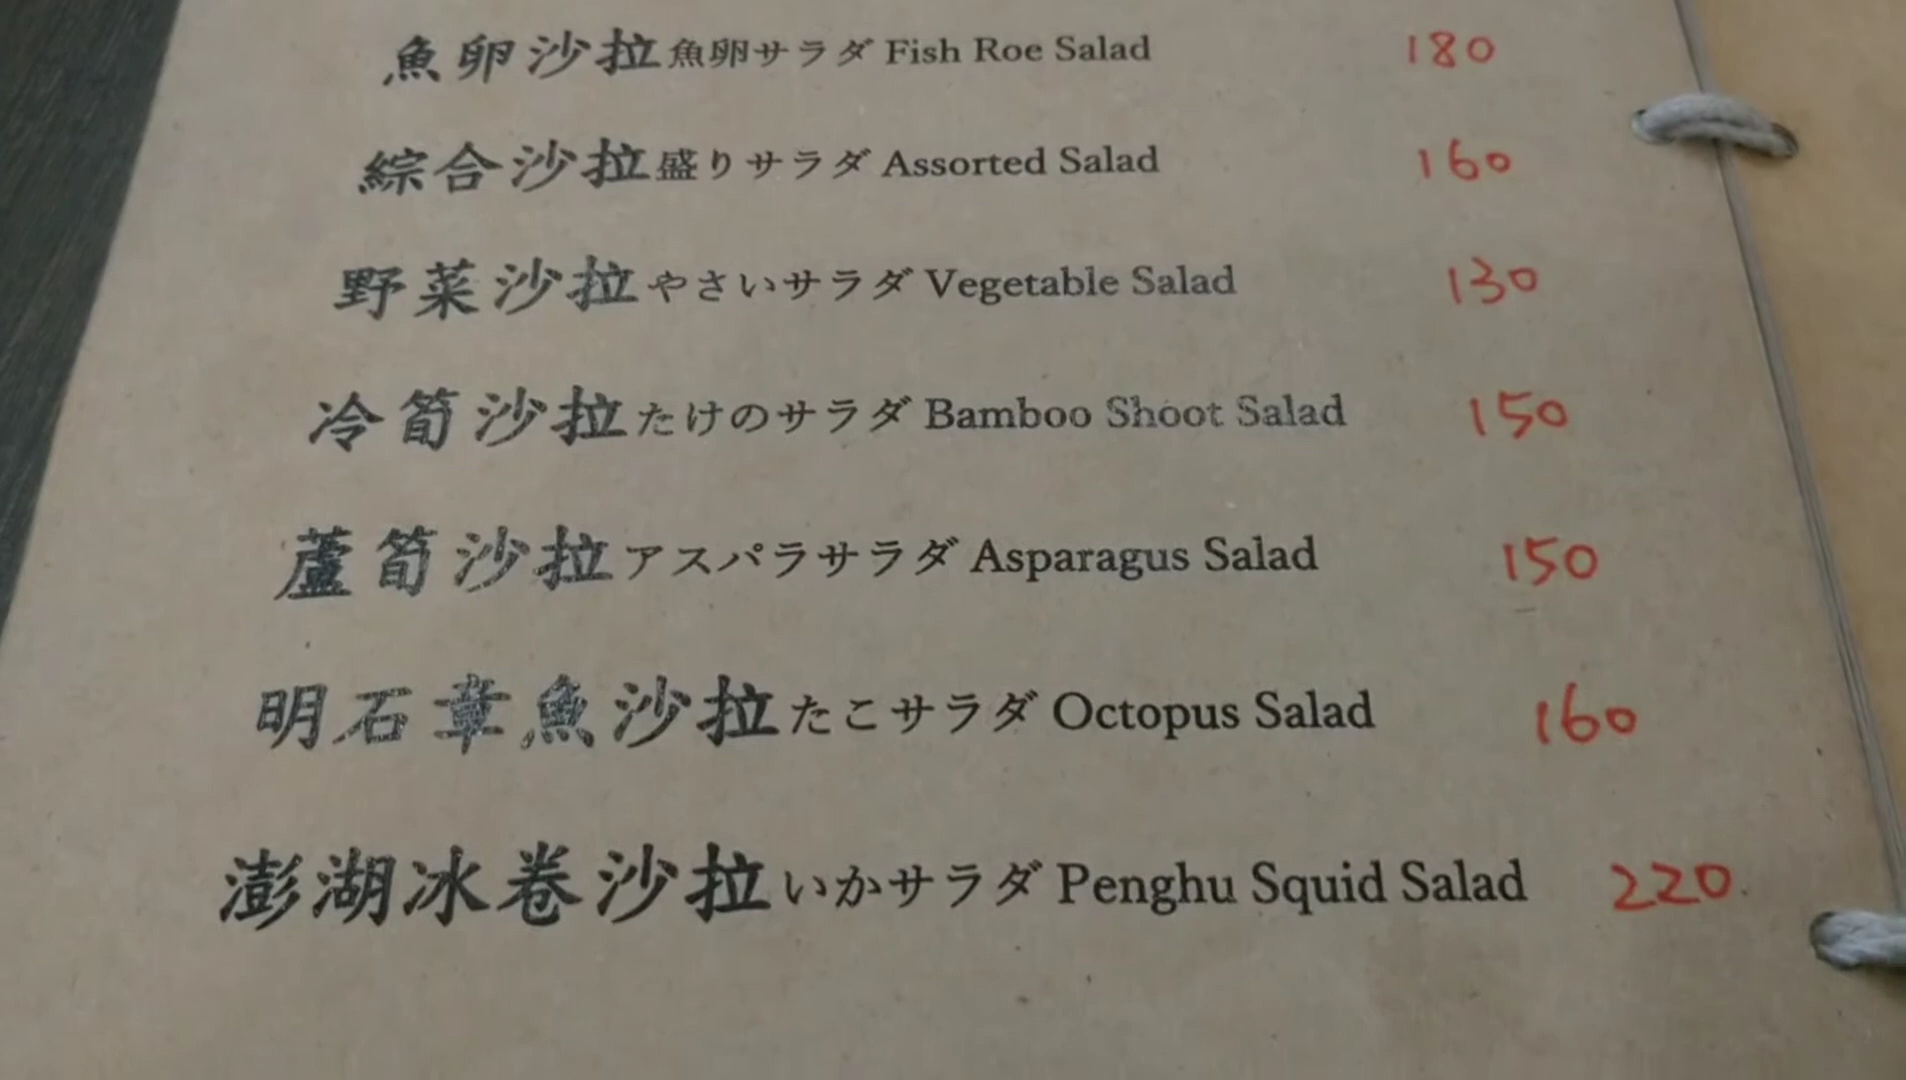 魚卵沙拉 魚卵サラダ Fish Roe Salad 180
綜合沙拉 盛りサラダ Assorted Salad 160
野菜沙拉 やさいサラダ Vegetable Salad 130
冷筍沙拉 たけのサラダ Bamboo Shoot Salad 150
蘆筍沙拉 アスパラサラダ Asparagus Salad 150
明石章魚沙拉 たこサラダ Octopus Salad 160
澎湖冰卷沙拉 いかサラダ Penghu Squid Salad 220